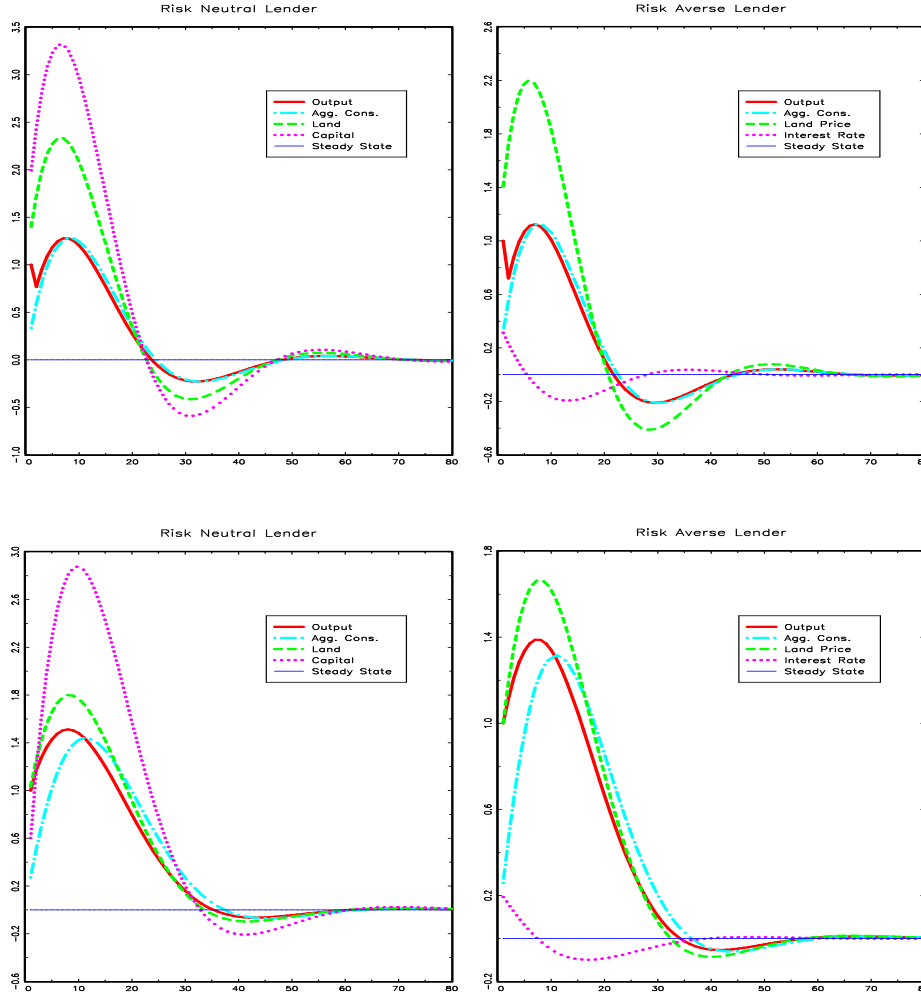 Risk Neutral Lender
3.5
3.0
2.5
2.0
1.5
1.0
0.5
0.0
-0.5
-1.0
0 10 20 30 40 50 60 70 80
Output
Agg. Cons.
Land
Capital
Steady State
Risk Averse Lender
2.6
2.2
1.8
1.4
1.0
0.6
0.2
-0.2
-0.6
0 10 20 30 40 50 60 70 80
Output
Agg. Cons.
Land Price
Interest Rate
Steady State
Risk Neutral Lender
3.0
2.6
2.2
1.8
1.4
1.0
0.6
0.2
-0.2
-0.6
0 10 20 30 40 50 60 70 80
Output
Agg. Cons.
Land
Capital
Steady State
Risk Averse Lender
1.8
1.4
1.0
0.6
0.2
-0.2
0 10 20 30 40 50 60 70 80
Output
Agg. Cons.
Land Price
Interest Rate
Steady State